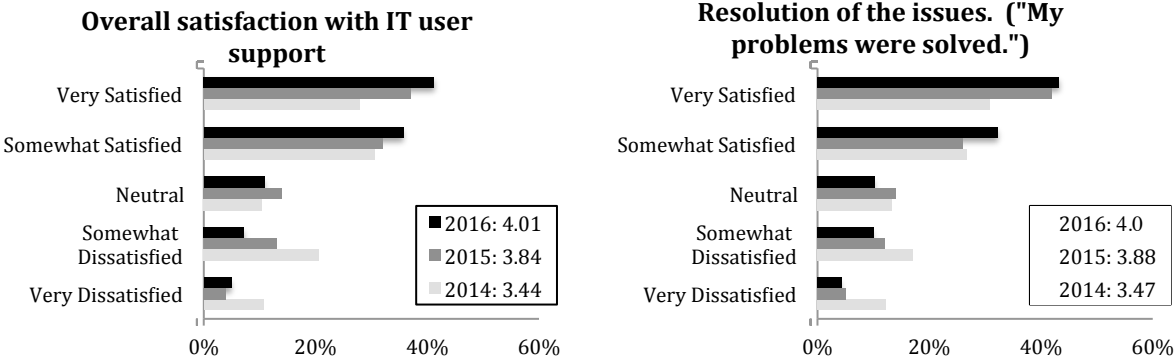 Overall satisfaction with IT user
support
Very Satisfied
Somewhat Satisfied
Neutral
Somewhat
Dissatisfied
Very Dissatisfied
2016: 4.01
2015: 3.84
2014: 3.44
0%
20%
40%
60%
Resolution of the issues. ("My
problems were solved.")
Very Satisfied
Somewhat Satisfied
Neutral
Somewhat
Dissatisfied
Very Dissatisfied
2016: 4.0
2015: 3.88
2014: 3.47
0%
20%
40%
60%